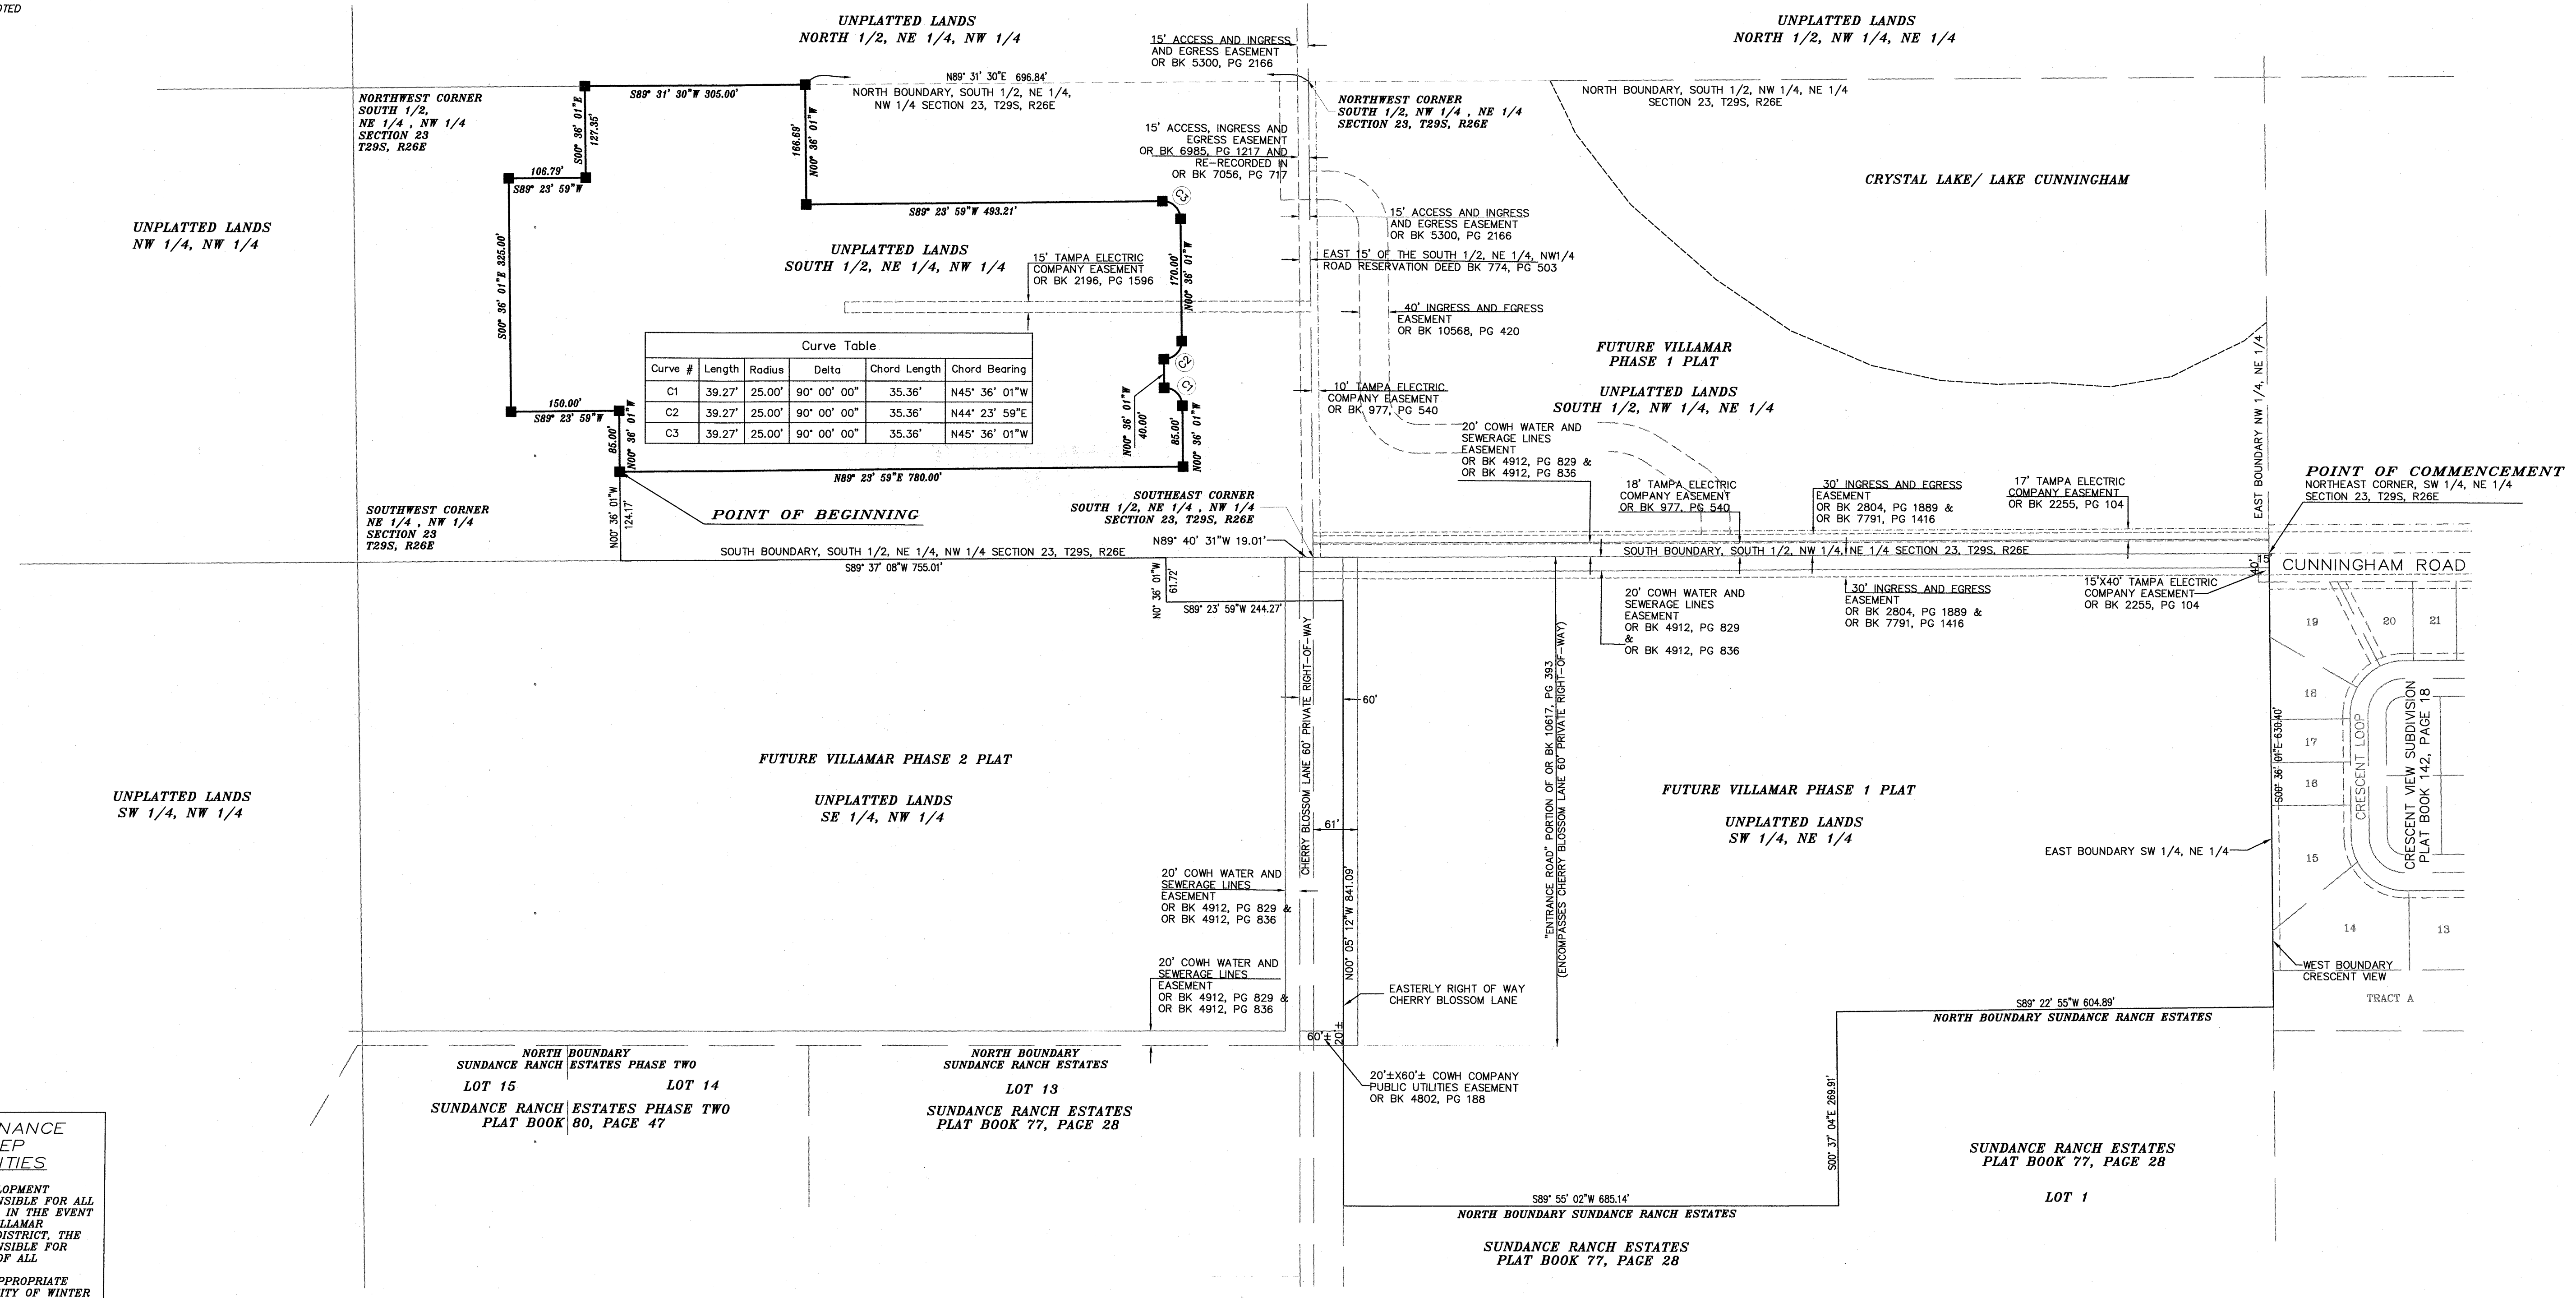 OTED
UNPLATTED LANDS
NORTH 1/2, NE 1/4, NW 1/4
UNPLATTED LANDS
NORTH 1/2, NW 1/4, NE 1/4
15' ACCESS AND INGRESS
AND EGRESS EASEMENT
OR BK 5300, PG 2166
N89° 31' 30"E 696.84'
NORTH BOUNDARY, SOUTH 1/2, NE 1/4,
NW 1/4 SECTION 23, T29S, R26E
NORTH BOUNDARY, SOUTH 1/2, NW 1/4, NE 1/4
SECTION 23, T29S, R26E
NORTHWEST CORNER
SOUTH 1/2,
NE 1/4 , NW 1/4
SECTION 23
T29S, R26E
S89° 31' 30"W 305.00'
S00° 36' 01"E
127.35'
106.79'
S89° 23' 59"W
166.69'
N00° 36' 01"W
NORTHWEST CORNER
SOUTH 1/2, NW 1/4 , NE 1/4
SECTION 23, T29S, R26E
15' ACCESS, INGRESS AND
EGRESS EASEMENT
OR BK 6985, PG 1217 AND
RE-RECORDED IN
OR BK 7056, PG 717
CRYSTAL LAKE/ LAKE CUNNINGHAM
S89° 23' 59"W 493.21'
C3
UNPLATTED LANDS
NW 1/4, NW 1/4
UNPLATTED LANDS
SOUTH 1/2, NE 1/4, NW 1/4
15' ACCESS AND INGRESS
AND EGRESS EASEMENT
OR BK 5300, PG 2166
15' TAMPA ELECTRIC
COMPANY EASEMENT
OR BK 2196, PG 1596
170.00'
N00° 36' 01"W
EAST 15' OF THE SOUTH 1/2, NE 1/4, NW1/4
ROAD RESERVATION DEED BK 774, PG 503
S00° 36' 01"E 325.00'
40' INGRESS AND EGRESS
EASEMENT
OR BK 10568, PG 420
Curve Table
Curve # Length Radius Delta Chord Length Chord Bearing
C1 39.27' 25.00' 90° 00' 00" 35.36' N45° 36' 01"W
C2 39.27' 25.00' 90° 00' 00" 35.36' N44° 23' 59"E
C3 39.27' 25.00' 90° 00' 00" 35.36' N45° 36' 01"W
C2
C1
FUTURE VILLAMAR
PHASE 1 PLAT
UNPLATTED LANDS
SOUTH 1/2, NW 1/4, NE 1/4
EAST BOUNDARY NW 1/4, NE 1/4
150.00'
S89° 23' 59"W
85.00'
N00° 36' 01"W
N00° 36' 01"W
40.00'
85.00'
N00° 36' 01"W
10' TAMPA ELECTRIC
COMPANY EASEMENT
OR BK 977, PG 540
20' COWH WATER AND
SEWERAGE LINES
EASEMENT
OR BK 4912, PG 829 &
OR BK 4912, PG 836
N89° 23' 59"E 780.00'
POINT OF BEGINNING
N00° 36' 01"W
124.17'
SOUTHWEST CORNER
NE 1/4 , NW 1/4
SECTION 23
T29S, R26E
SOUTHEAST CORNER
SOUTH 1/2, NE 1/4 , NW 1/4
SECTION 23, T29S, R26E
N89° 40' 31"W 19.01'
18' TAMPA ELECTRIC
COMPANY EASEMENT
OR BK 977, PG 540
30' INGRESS AND EGRESS
EASEMENT
OR BK 2804, PG 1889 &
OR BK 7791, PG 1416
17' TAMPA ELECTRIC
COMPANY EASEMENT
OR BK 2255, PG 104
POINT OF COMMENCEMENT
NORTHEAST CORNER, SW 1/4, NE 1/4
SECTION 23, T29S, R26E
SOUTH BOUNDARY, SOUTH 1/2, NE 1/4, NW 1/4 SECTION 23, T29S, R26E
S89° 37' 08"W 755.01'
SOUTH BOUNDARY, SOUTH 1/2, NW 1/4, NE 1/4 SECTION 23, T29S, R26E
N0° 36' 01"W
61.72'
S89° 23' 59"W 244.27'
20' COWH WATER AND
SEWERAGE LINES
EASEMENT
OR BK 4912, PG 829
&
OR BK 4912, PG 836
30' INGRESS AND EGRESS
EASEMENT
OR BK 2804, PG 1889 &
OR BK 7791, PG 1416
15'X40' TAMPA ELECTRIC
COMPANY EASEMENT
OR BK 2255, PG 104
40'
15'
CUNNINGHAM ROAD
19
20
21
18
17
16
15
14
13
TRACT A
CRESCENT LOOP
CRESCENT VIEW SUBDIVISION
PLAT BOOK 142, PAGE 18
S00° 36' 01"E 630.40'
CHERRY BLOSSOM LANE 60' PRIVATE RIGHT-OF-WAY
60'
61'
"ENTRANCE ROAD" PORTION OF OR BK 10617, PG 393
(ENCOMPASSES CHERRY BLOSSOM LANE 60' PRIVATE RIGHT-OF-WAY)
FUTURE VILLAMAR PHASE 2 PLAT
UNPLATTED LANDS
SE 1/4, NW 1/4
UNPLATTED LANDS
SW 1/4, NW 1/4
FUTURE VILLAMAR PHASE 1 PLAT
UNPLATTED LANDS
SW 1/4, NE 1/4
EAST BOUNDARY SW 1/4, NE 1/4
20' COWH WATER AND
SEWERAGE LINES
EASEMENT
OR BK 4912, PG 829 &
OR BK 4912, PG 836
N00° 05' 12"W 841.09'
20' COWH WATER AND
SEWERAGE LINES
EASEMENT
OR BK 4912, PG 829 &
OR BK 4912, PG 836
EASTERLY RIGHT OF WAY
CHERRY BLOSSOM LANE
WEST BOUNDARY
CRESCENT VIEW
S89° 22' 55"W 604.89'
NORTH BOUNDARY SUNDANCE RANCH ESTATES
60'±
20'±
NORTH BOUNDARY
SUNDANCE RANCH ESTATES PHASE TWO
LOT 15
LOT 14
SUNDANCE RANCH ESTATES PHASE TWO
PLAT BOOK 80, PAGE 47
NORTH BOUNDARY
SUNDANCE RANCH ESTATES
LOT 13
SUNDANCE RANCH ESTATES
PLAT BOOK 77, PAGE 28
20'±X60'± COWH COMPANY
PUBLIC UTILITIES EASEMENT
OR BK 4802, PG 188
S00° 37' 04"E 269.91'
SUNDANCE RANCH ESTATES
PLAT BOOK 77, PAGE 28
LOT 1
S89° 55' 02"W 685.14'
NORTH BOUNDARY SUNDANCE RANCH ESTATES
SUNDANCE RANCH ESTATES
PLAT BOOK 77, PAGE 28
NANCE
EP
ITIES
LOPMENT
NSIBLE FOR ALL
IN THE EVENT
LLAMAR
DISTRICT, THE
NSIBLE FOR
OF ALL
PPROPRIATE
ITY OF WINTER